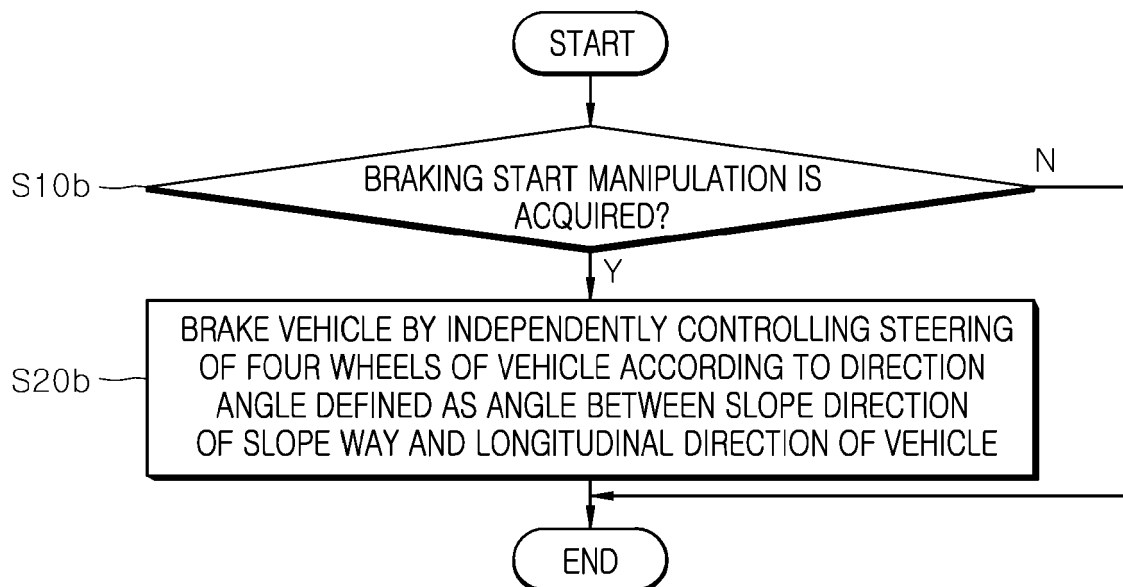 START
S10b
BRAKING START MANIPULATION IS
ACQUIRED?
N
Y
S20b
BRAKE VEHICLE BY INDEPENDENTLY CONTROLLING STEERING
OF FOUR WHEELS OF VEHICLE ACCORDING TO DIRECTION
ANGLE DEFINED AS ANGLE BETWEEN SLOPE DIRECTION
OF SLOPE WAY AND LONGITUDINAL DIRECTION OF VEHICLE
END